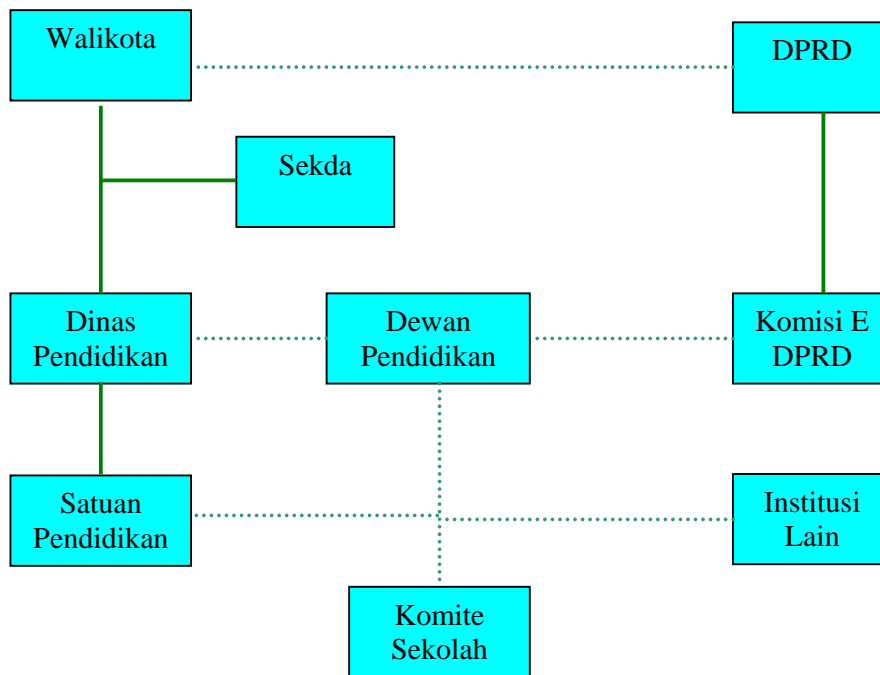 Walikota
DPRD
Sekda
Dinas
Pendidikan
Dewan
Pendidikan
Komisi E
DPRD
Satuan
Pendidikan
Institusi
Lain
Komite
Sekolah